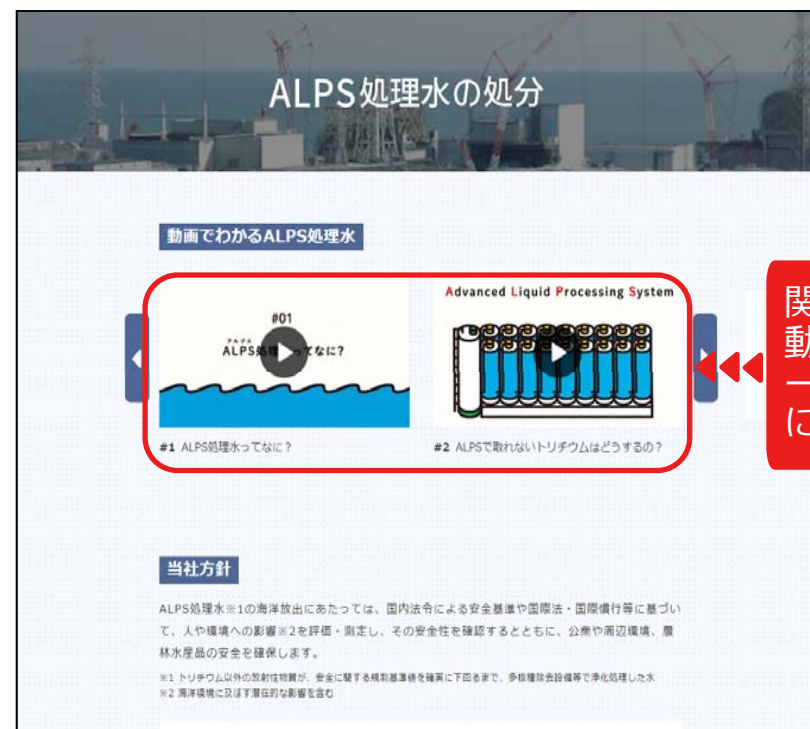 ALPS処理水の処分
動画でわかるALPS処理水
#01
アルプス
ALPS処理ってなに?
Advanced Liquid Processing System
関
動
一
に
#1 ALPS処理水ってなに?
#2 ALPSで取れないトリチウムはどうするの?
当社方針
ALPS処理水※1の海洋放出にあたっては、国内法令による安全基準や国際法・国際慣行等に基づい
て、人や環境への影響※2を評価・測定し、その安全性を確認するとともに、公衆や周辺環境、農
林水産品の安全を確保します。
※1 トリチウム以外の放射性物質が、安全に関する規制基準値を確実に下回るまで、多核種除去設備等で浄化処理した水
※2 海洋環境に及ぼす潜在的な影響を含む